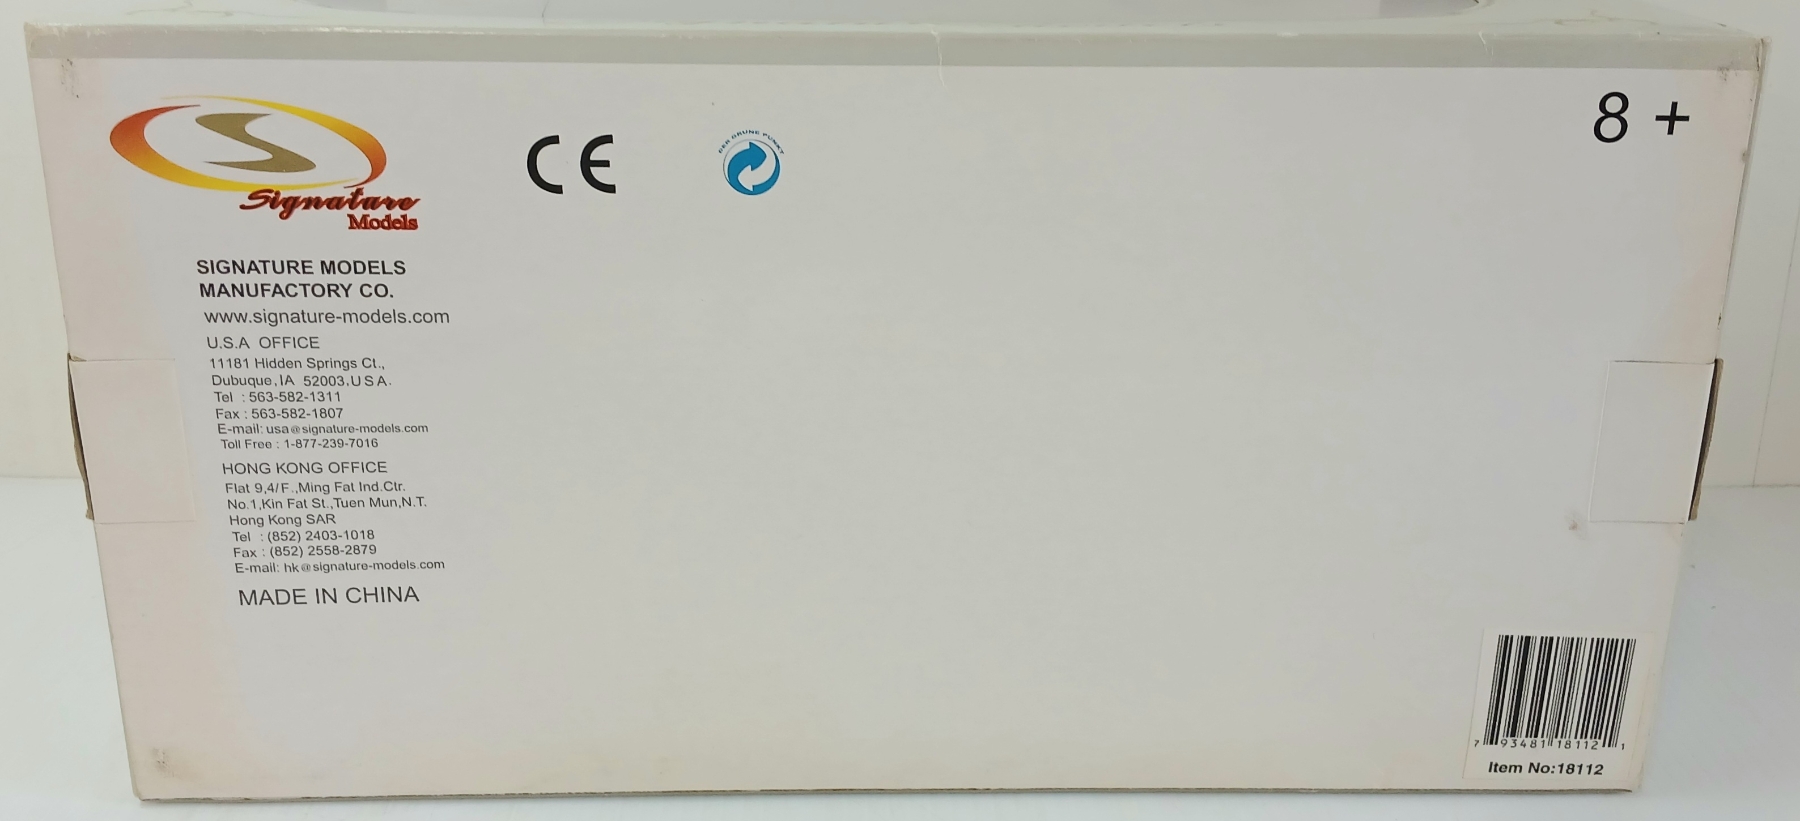 8 +
Signature
Models
CE
DER GRÜNE PUNKT
SIGNATURE MODELS
MANUFACTORY CO.
www.signature-models.com
U.S.A OFFICE
11181 Hidden Springs Ct.,
Dubuque,IA 52003,U S A.
Tel : 563-582-1311
Fax : 563-582-1807
E-mail: usa@signature-models.com
Toll Free : 1-877-239-7016
HONG KONG OFFICE
Flat 9,4/F.,Ming Fat Ind.Ctr.
No.1,Kin Fat St.,Tuen Mun,N.T.
Hong Kong SAR
Tel : (852) 2403-1018
Fax : (852) 2558-2879
E-mail: hk@signature-models.com
MADE IN CHINA
7 93481 18112 1
Item No:18112